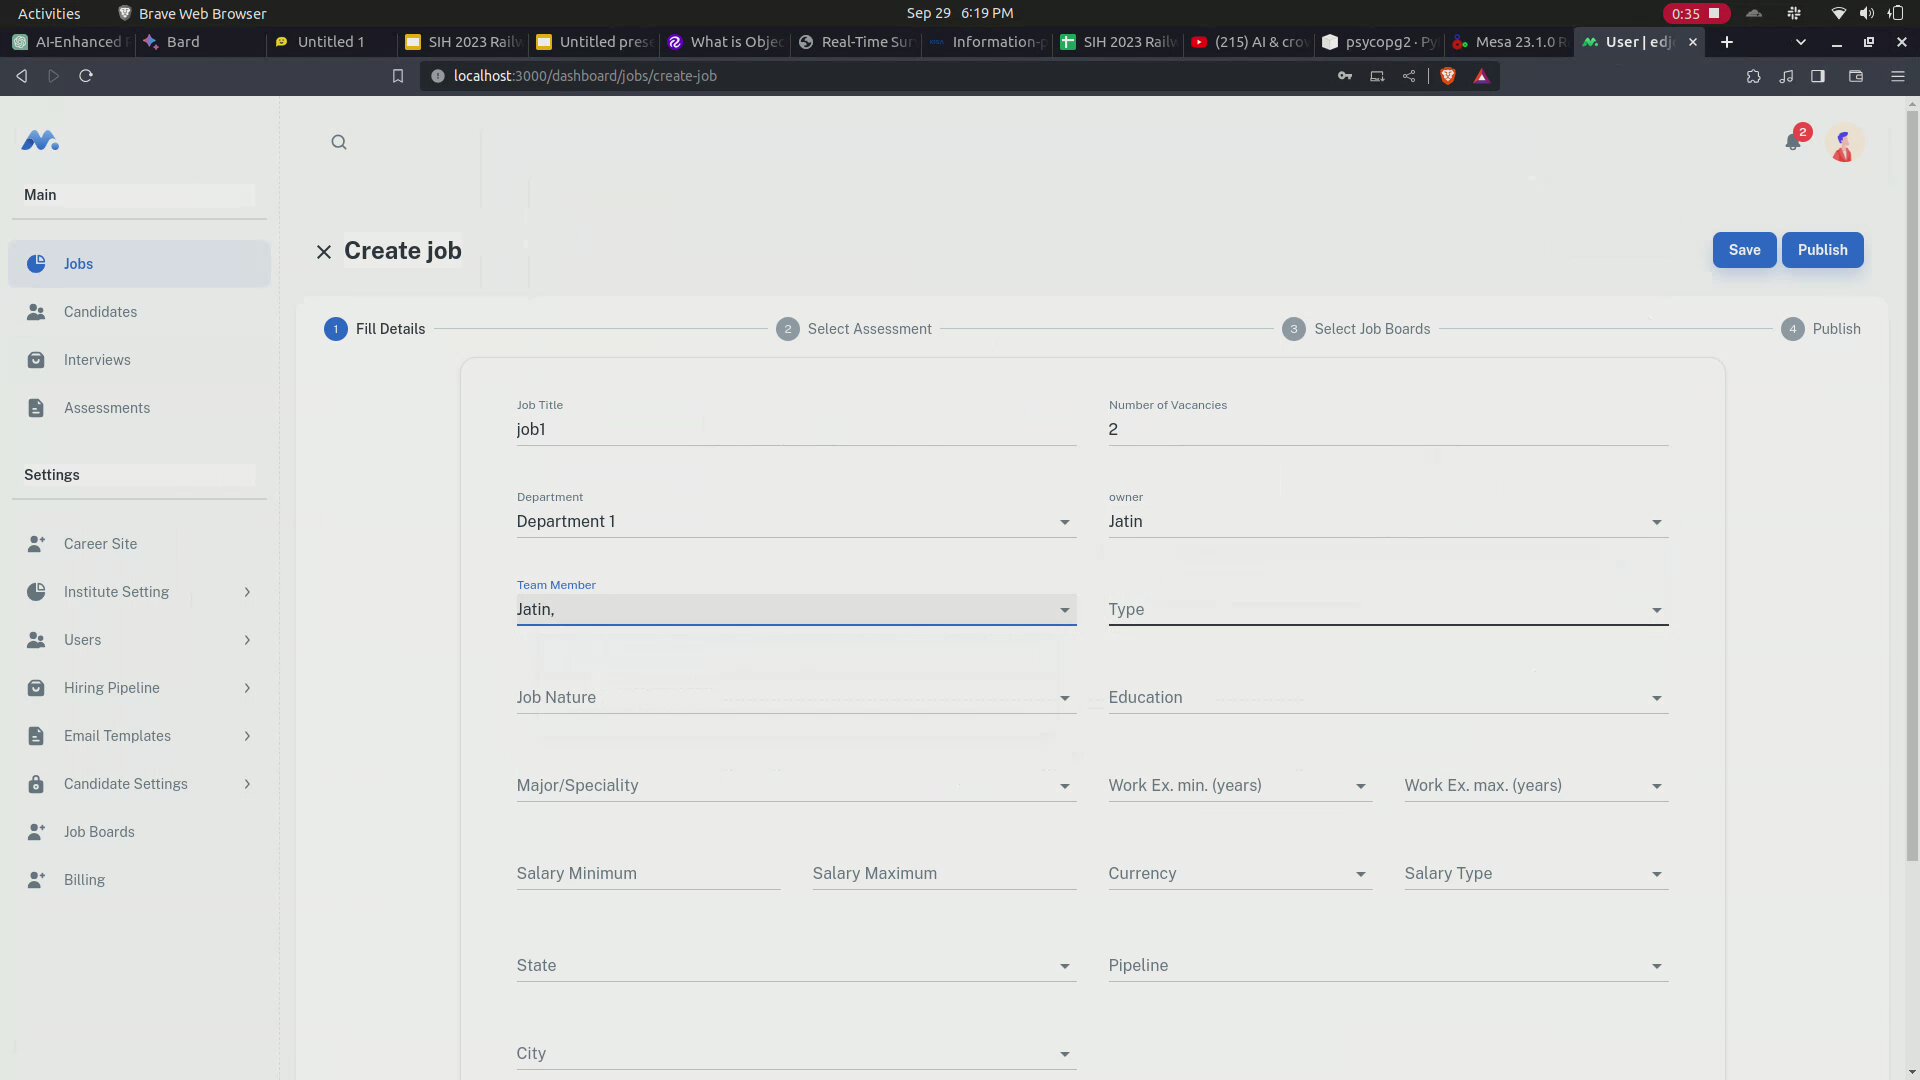 Activities
Brave Web Browser
Sep 29 6:19 PM
0:35
AI-Enhanced
Bard
Untitled 1
SIH 2023 Railw
Untitled prese
What is Objec
Real-Time Sur
Information-p
SIH 2023 Railw
(215) AI & crow
psycopg2 · Py
Mesa 23.1.0 R
User | edj
localhost:3000/dashboard/jobs/create-job
2
Main
Jobs
Candidates
Interviews
Assessments
Settings
Career Site
Institute Setting
Users
Hiring Pipeline
Email Templates
Candidate Settings
Job Boards
Billing
Create job
Save
Publish
1 Fill Details
2 Select Assessment
3 Select Job Boards
4 Publish
Job Title
job1
Number of Vacancies
2
Department
Department 1
owner
Jatin
Team Member
Jatin,
Type
Job Nature
Education
Major/Speciality
Work Ex. min. (years)
Work Ex. max. (years)
Salary Minimum
Salary Maximum
Currency
Salary Type
State
Pipeline
City